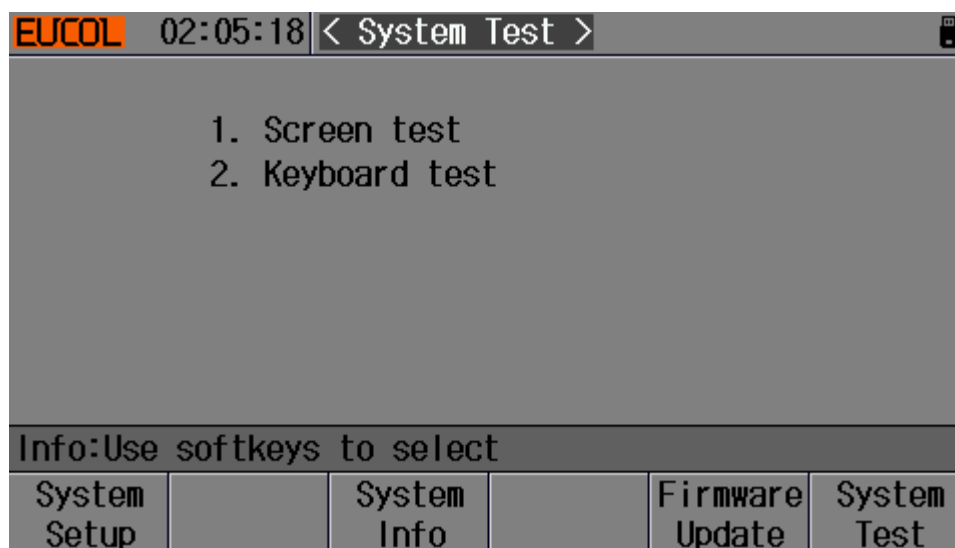 EUCOL 02:05:18 < System Test >
1. Screen test
2. Keyboard test
Info:Use softkeys to select
System Setup
System Info
Firmware Update
System Test